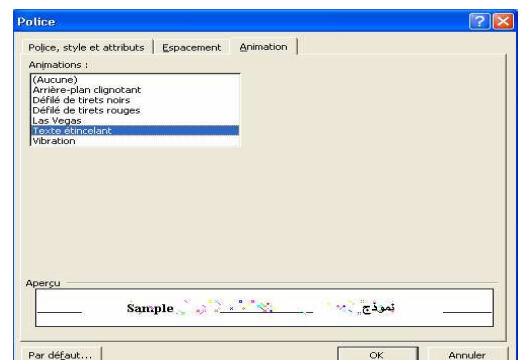 Police
Police, style et attributs Espacement Animation
Animations :
(Aucune)
Arrière-plan clignotant
Défilé de tirets noirs
Défilé de tirets rouges
Las Vegas
Texte étincelant
Vibration
Aperçu
Sample نموذج
Par défaut... OK Annuler